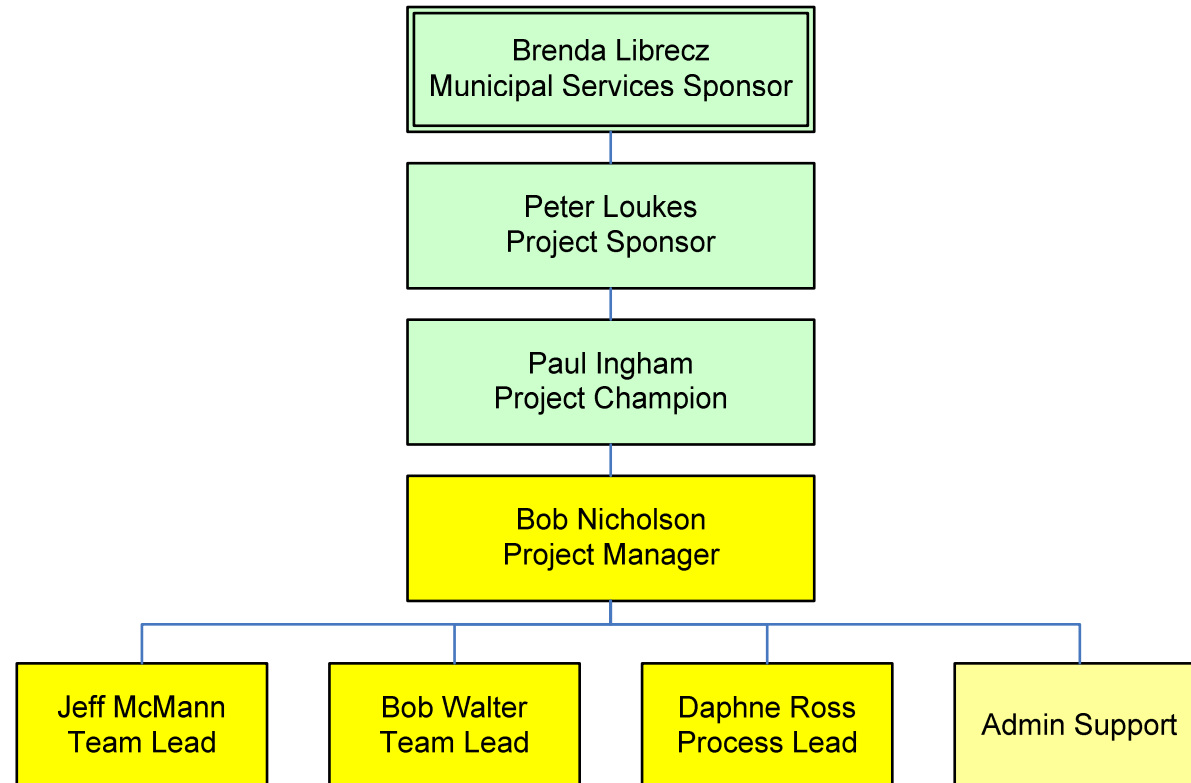 Brenda Librecz
Municipal Services Sponsor
Peter Loukes
Project Sponsor
Paul Ingham
Project Champion
Bob Nicholson
Project Manager
Jeff McMann
Team Lead
Bob Walter
Team Lead
Daphne Ross
Process Lead
Admin Support